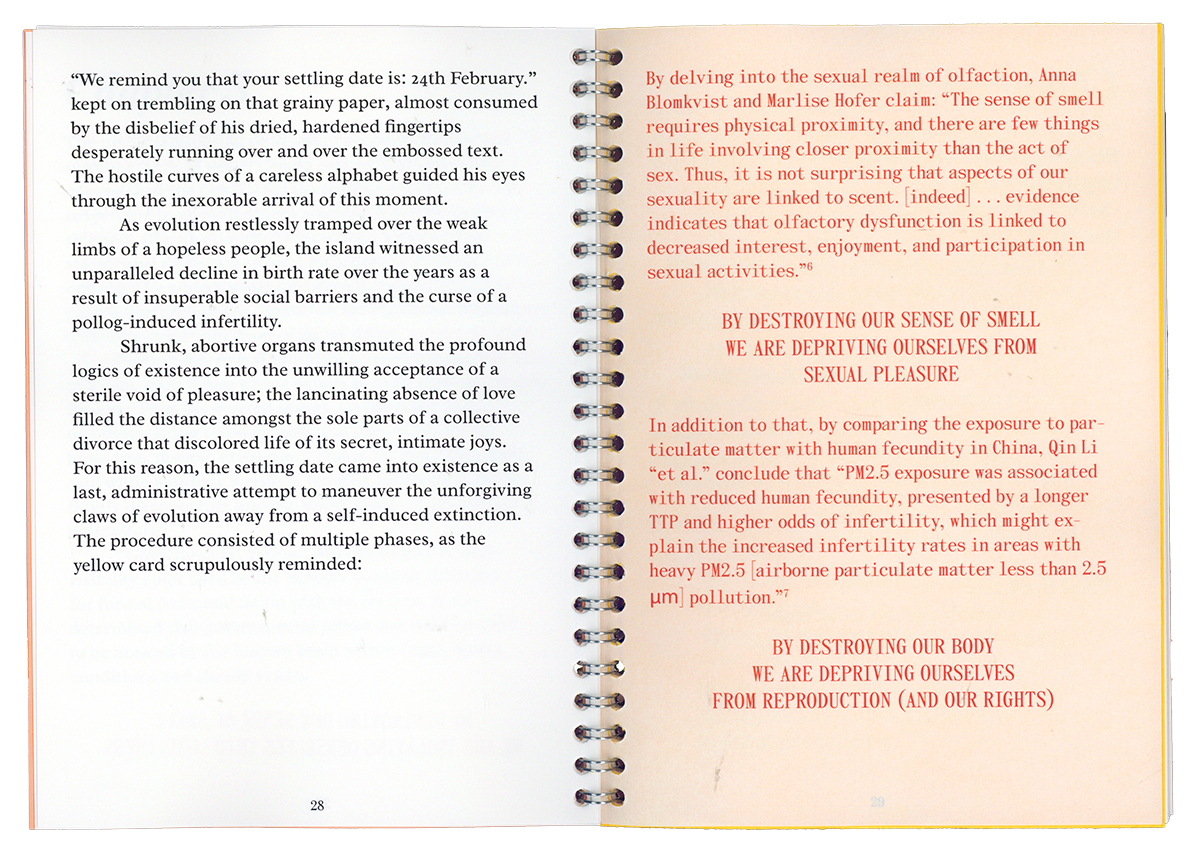 “We remind you that your settling date is: 24th February.”
kept on trembling on that grainy paper, almost consumed
by the disbelief of his dried, hardened fingertips
desperately running over and over the embossed text.
The hostile curves of a careless alphabet guided his eyes
through the inexorable arrival of this moment.
As evolution restlessly tramped over the weak
limbs of a hopeless people, the island witnessed an
unparalleled decline in birth rate over the years as a
result of insuperable social barriers and the curse of a
pollog-induced infertility.
Shrunk, abortive organs transmuted the profound
logics of existence into the unwilling acceptance of a
sterile void of pleasure; the lancinating absence of love
filled the distance amongst the sole parts of a collective
divorce that discolored life of its secret, intimate joys.
For this reason, the settling date came into existence as a
last, administrative attempt to maneuver the unforgiving
claws of evolution away from a self-induced extinction.
The procedure consisted of multiple phases, as the
yellow card scrupulously reminded:
28
By delving into the sexual realm of olfaction, Anna
Blomkvist and Marlise Hofer claim: “The sense of smell
requires physical proximity, and there are few things
in life involving closer proximity than the act of
sex. Thus, it is not surprising that aspects of our
sexuality are linked to scent. [indeed] . . . evidence
indicates that olfactory dysfunction is linked to
decreased interest, enjoyment, and participation in
sexual activities.”⁶
BY DESTROYING OUR SENSE OF SMELL
WE ARE DEPRIVING OURSELVES FROM
SEXUAL PLEASURE
In addition to that, by comparing the exposure to par-
ticulate matter with human fecundity in China, Qin Li
“et al.” conclude that “PM2.5 exposure was associated
with reduced human fecundity, presented by a longer
TTP and higher odds of infertility, which might ex-
plain the increased infertility rates in areas with
heavy PM2.5 [airborne particulate matter less than 2.5
µm] pollution.”⁷
BY DESTROYING OUR BODY
WE ARE DEPRIVING OURSELVES
FROM REPRODUCTION (AND OUR RIGHTS)
29